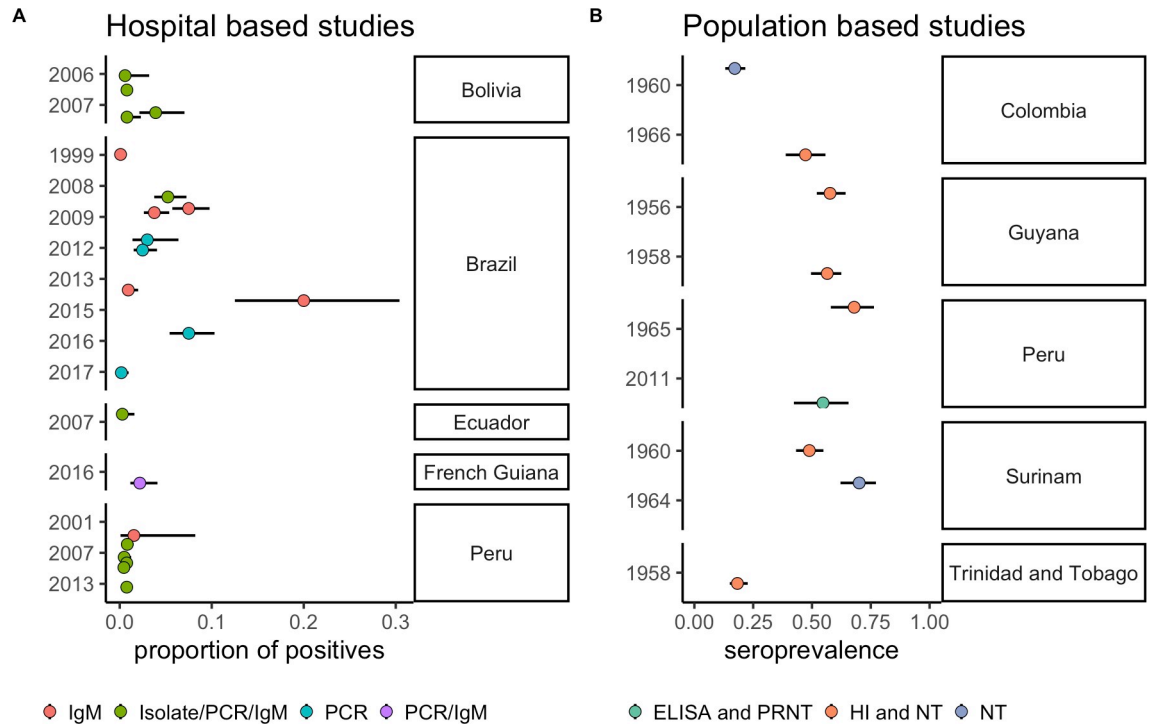 A
Hospital based studies
2006
2007
Bolivia
1999
2008
2009
2012
2013
2015
2016
2017
Brazil
2007
Ecuador
2016
French Guiana
2001
2007
2013
Peru
0.0 0.1 0.2 0.3
proportion of positives
IgM Isolate/PCR/IgM PCR PCR/IgM
B
Population based studies
1960
1966
Colombia
1956
1958
Guyana
1965
2011
Peru
1960
1964
Surinam
1958
Trinidad and Tobago
0.00 0.25 0.50 0.75 1.00
seroprevalence
ELISA and PRNT HI and NT NT